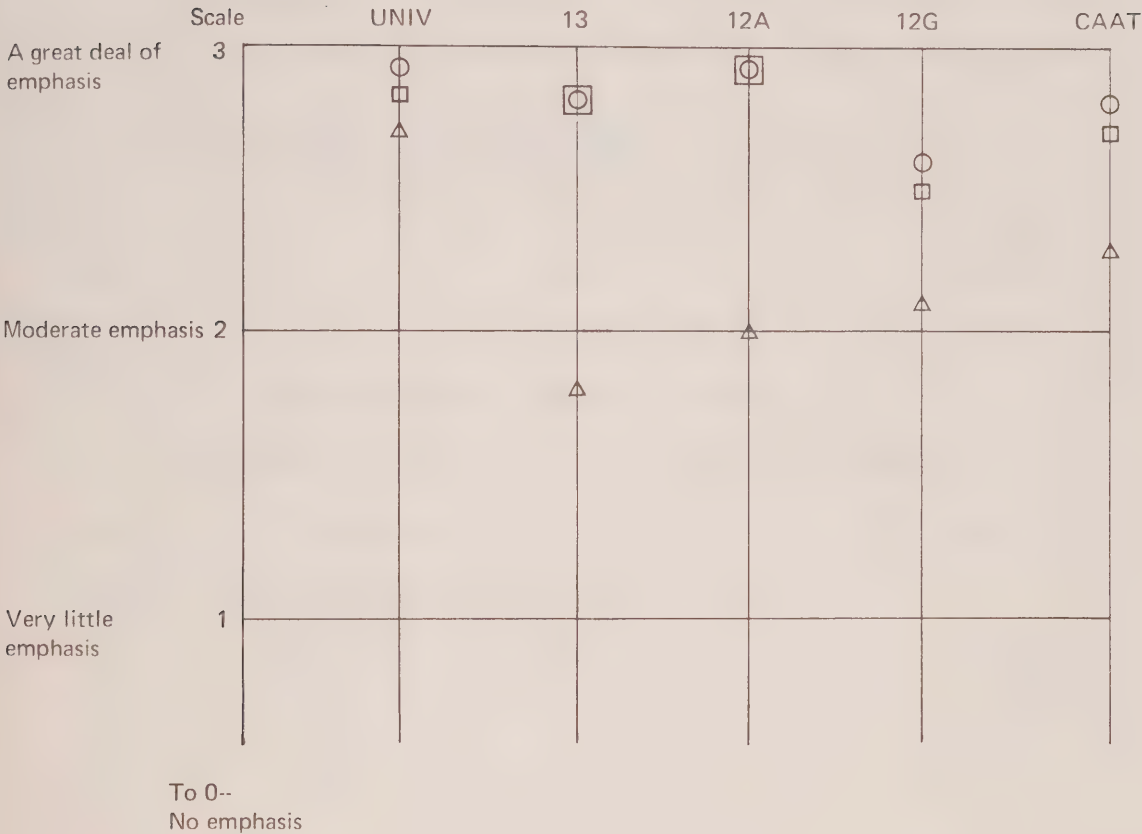 Scale UNIV 13 12A 12G CAAT
A great deal of 3
emphasis
Moderate emphasis 2
Very little 1
emphasis
To 0--
No emphasis